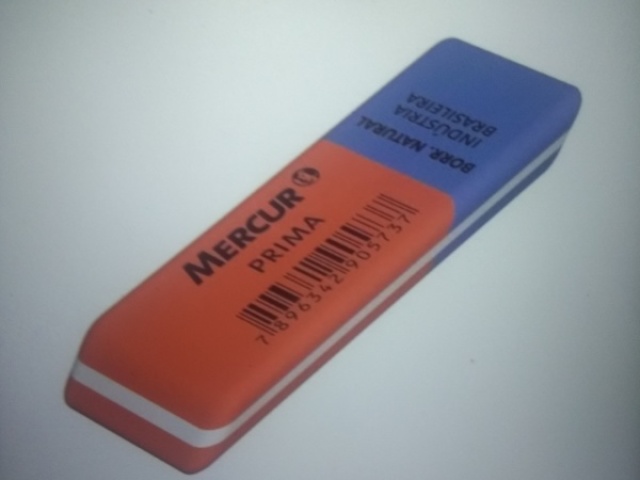 MERCUR
PRIMA
7 896342 905737
BORR. NATURAL
INDÚSTRIA
BRASILEIRA